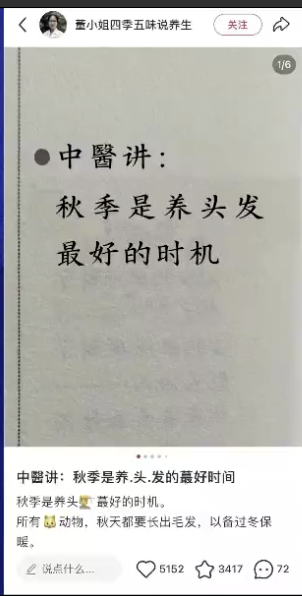 董小姐四季五味说养生
关注
1/6
中醫讲：
秋季是养头发
最好的时机
中醫讲：秋季是养.头.发的蕞好时间
秋季是养头💇蕞好的时机。
所有🐱动物，秋天都要长出毛发，以备过冬保
暖。
说点什么...
5152
3417
72